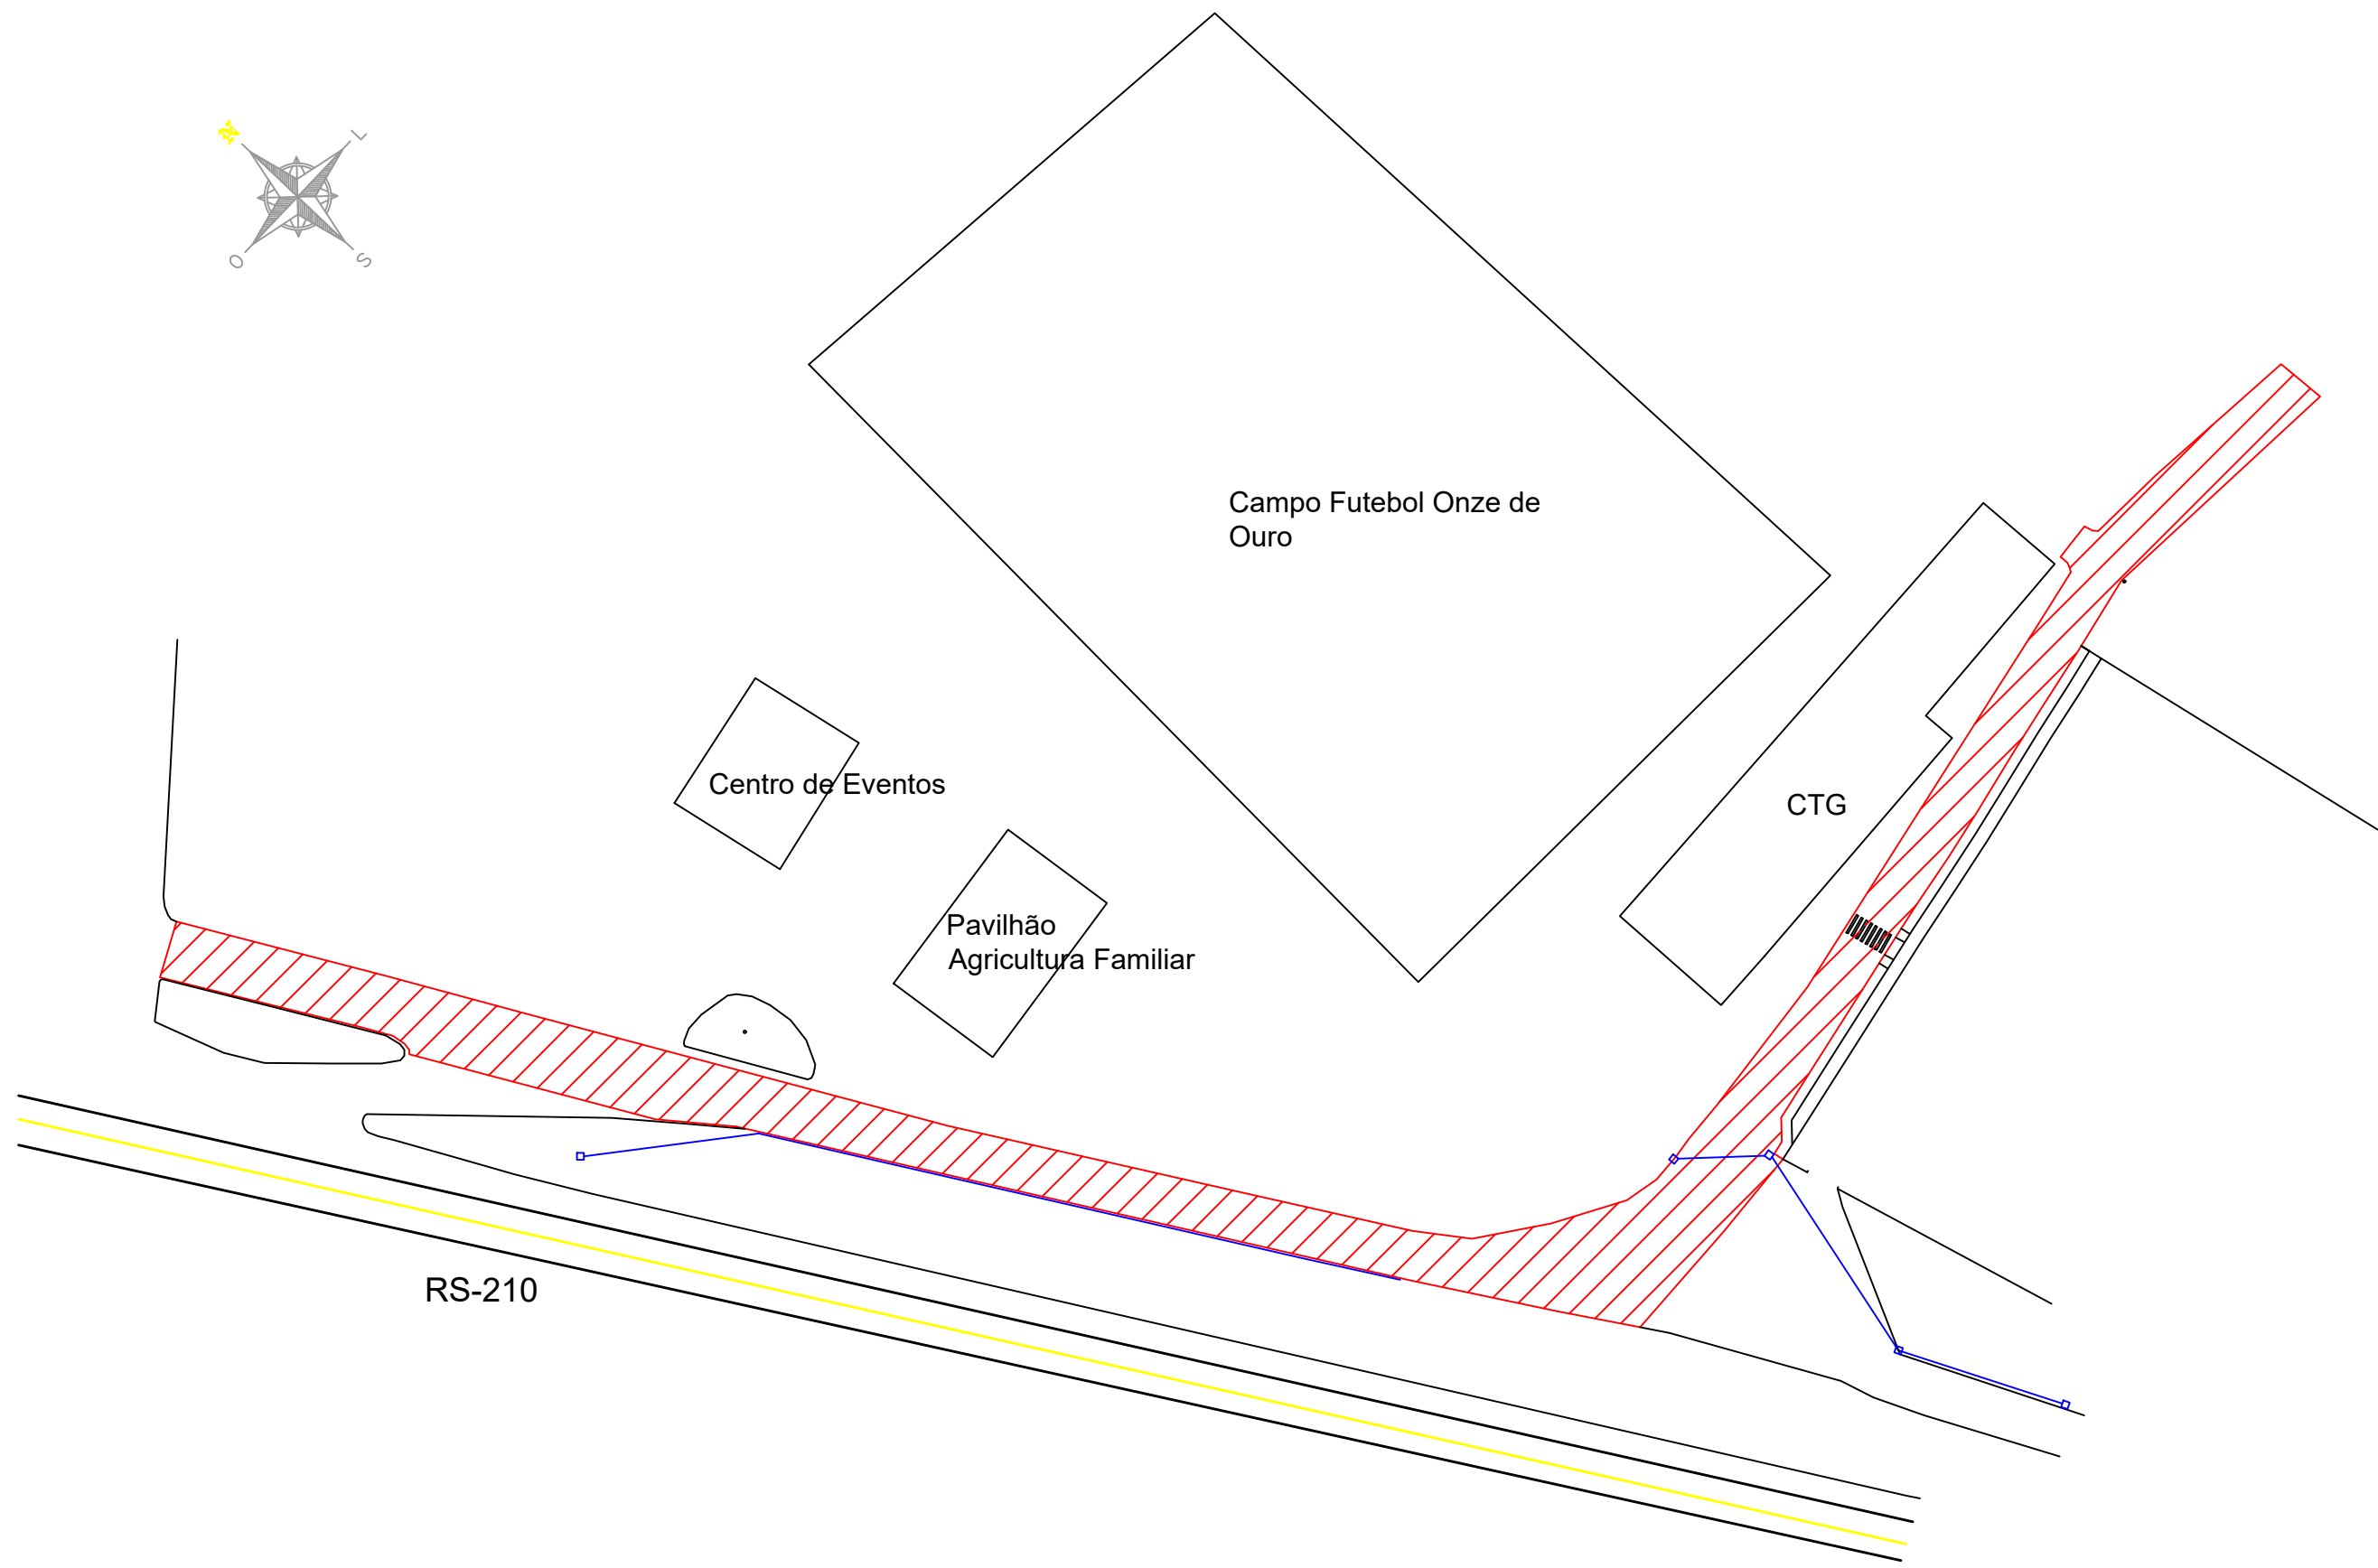 N
L
O
S
Campo Futebol Onze de
Ouro
Centro de Eventos
CTG
Pavilhão
Agricultura Familiar
RS-210